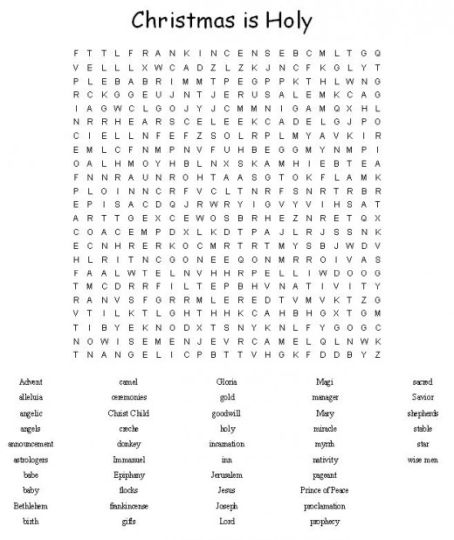 Christmas is Holy
F T T L F R A N K I N C E N S E B C M L T G Q
V E L L L X W C A D Z L Z K J N C F K G L Y T
P L E B A B R I M M T P E G P P K T H L W N G
R C K G G E U J N T J E R U S A L E M K C A G
I A G W C L G O J Y J C M M N I G A M Q X H L
N R R H E A R S C E L E E K C A D E L G J P O
C I E L L N F E F Z S O L R P L M Y A V K I R
E M L C F N M P N V F U H B E G G M Y N M P I
O A L H M O Y H B L N X S K A M H I E B T E A
F N N R A U N R O H T A A S G T O K F L A M K
P L O I N N C R F V C L T N R F S N R T R B R
E P I S A C D Q J R W R Y I G V Y V I H S A T
A R T T G E X C E W O S B R H E Z N R E T Q X
C O A C E M P D X L K D T P A J L R J S S N K
E C N H R E R K O C M R T R T M Y S B J W D V
H L R I T N C G O N E E Q O N M R R O I V A S
F A A L W T E L N V H H R P E L L I W D O O G
T M C D R R F I L T E P B H V N A T I V I T Y
R A N V S F G R R M L E R E D T V M V K T Z G
V T I L K T L G H T H H K C A H B H G X T G M
T I B Y E K N O D X T S N Y K N L F Y G O G C
N O W I S E M E N J E V R C A M E L Q L N W K
T N A N G E L I C P B T T V H G K F D D B Y Z
Advent camel Gloria Magi sacred
alleluia ceremonies gold manager Savior
angelic Christ Child goodwill Mary shepherds
angels creche holy miracle stable
announcement donkey incarnation myrrh star
astrologers Immanuel inn nativity wise men
babe Epiphany Jerusalem pageant
baby flocks Jesus Prince of Peace
Bethlehem frankincense Joseph proclamation
birth gifts Lord prophecy